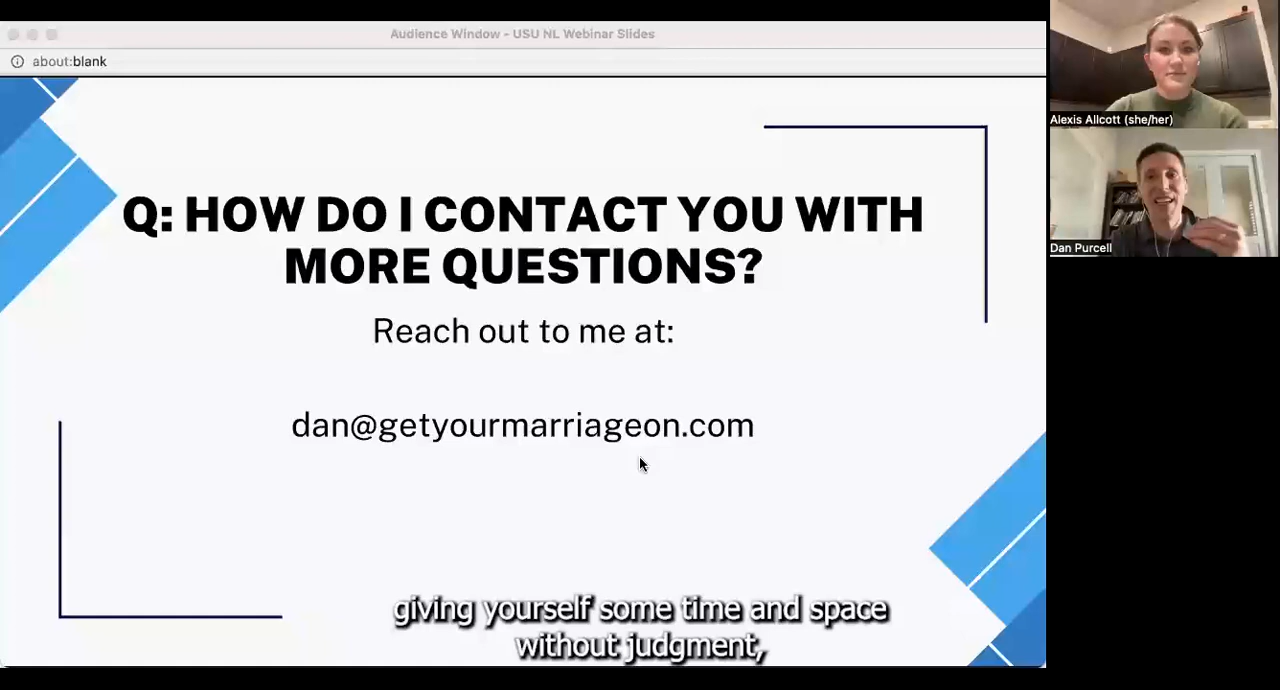 Audience Window - USU NL Webinar Slides
about:blank
Q: HOW DO I CONTACT YOU WITH
MORE QUESTIONS?
Reach out to me at:
dan@getyourmarriageon.com
giving yourself some time and space
without judgment,
Alexis Allcott (she/her)
Dan Purcell